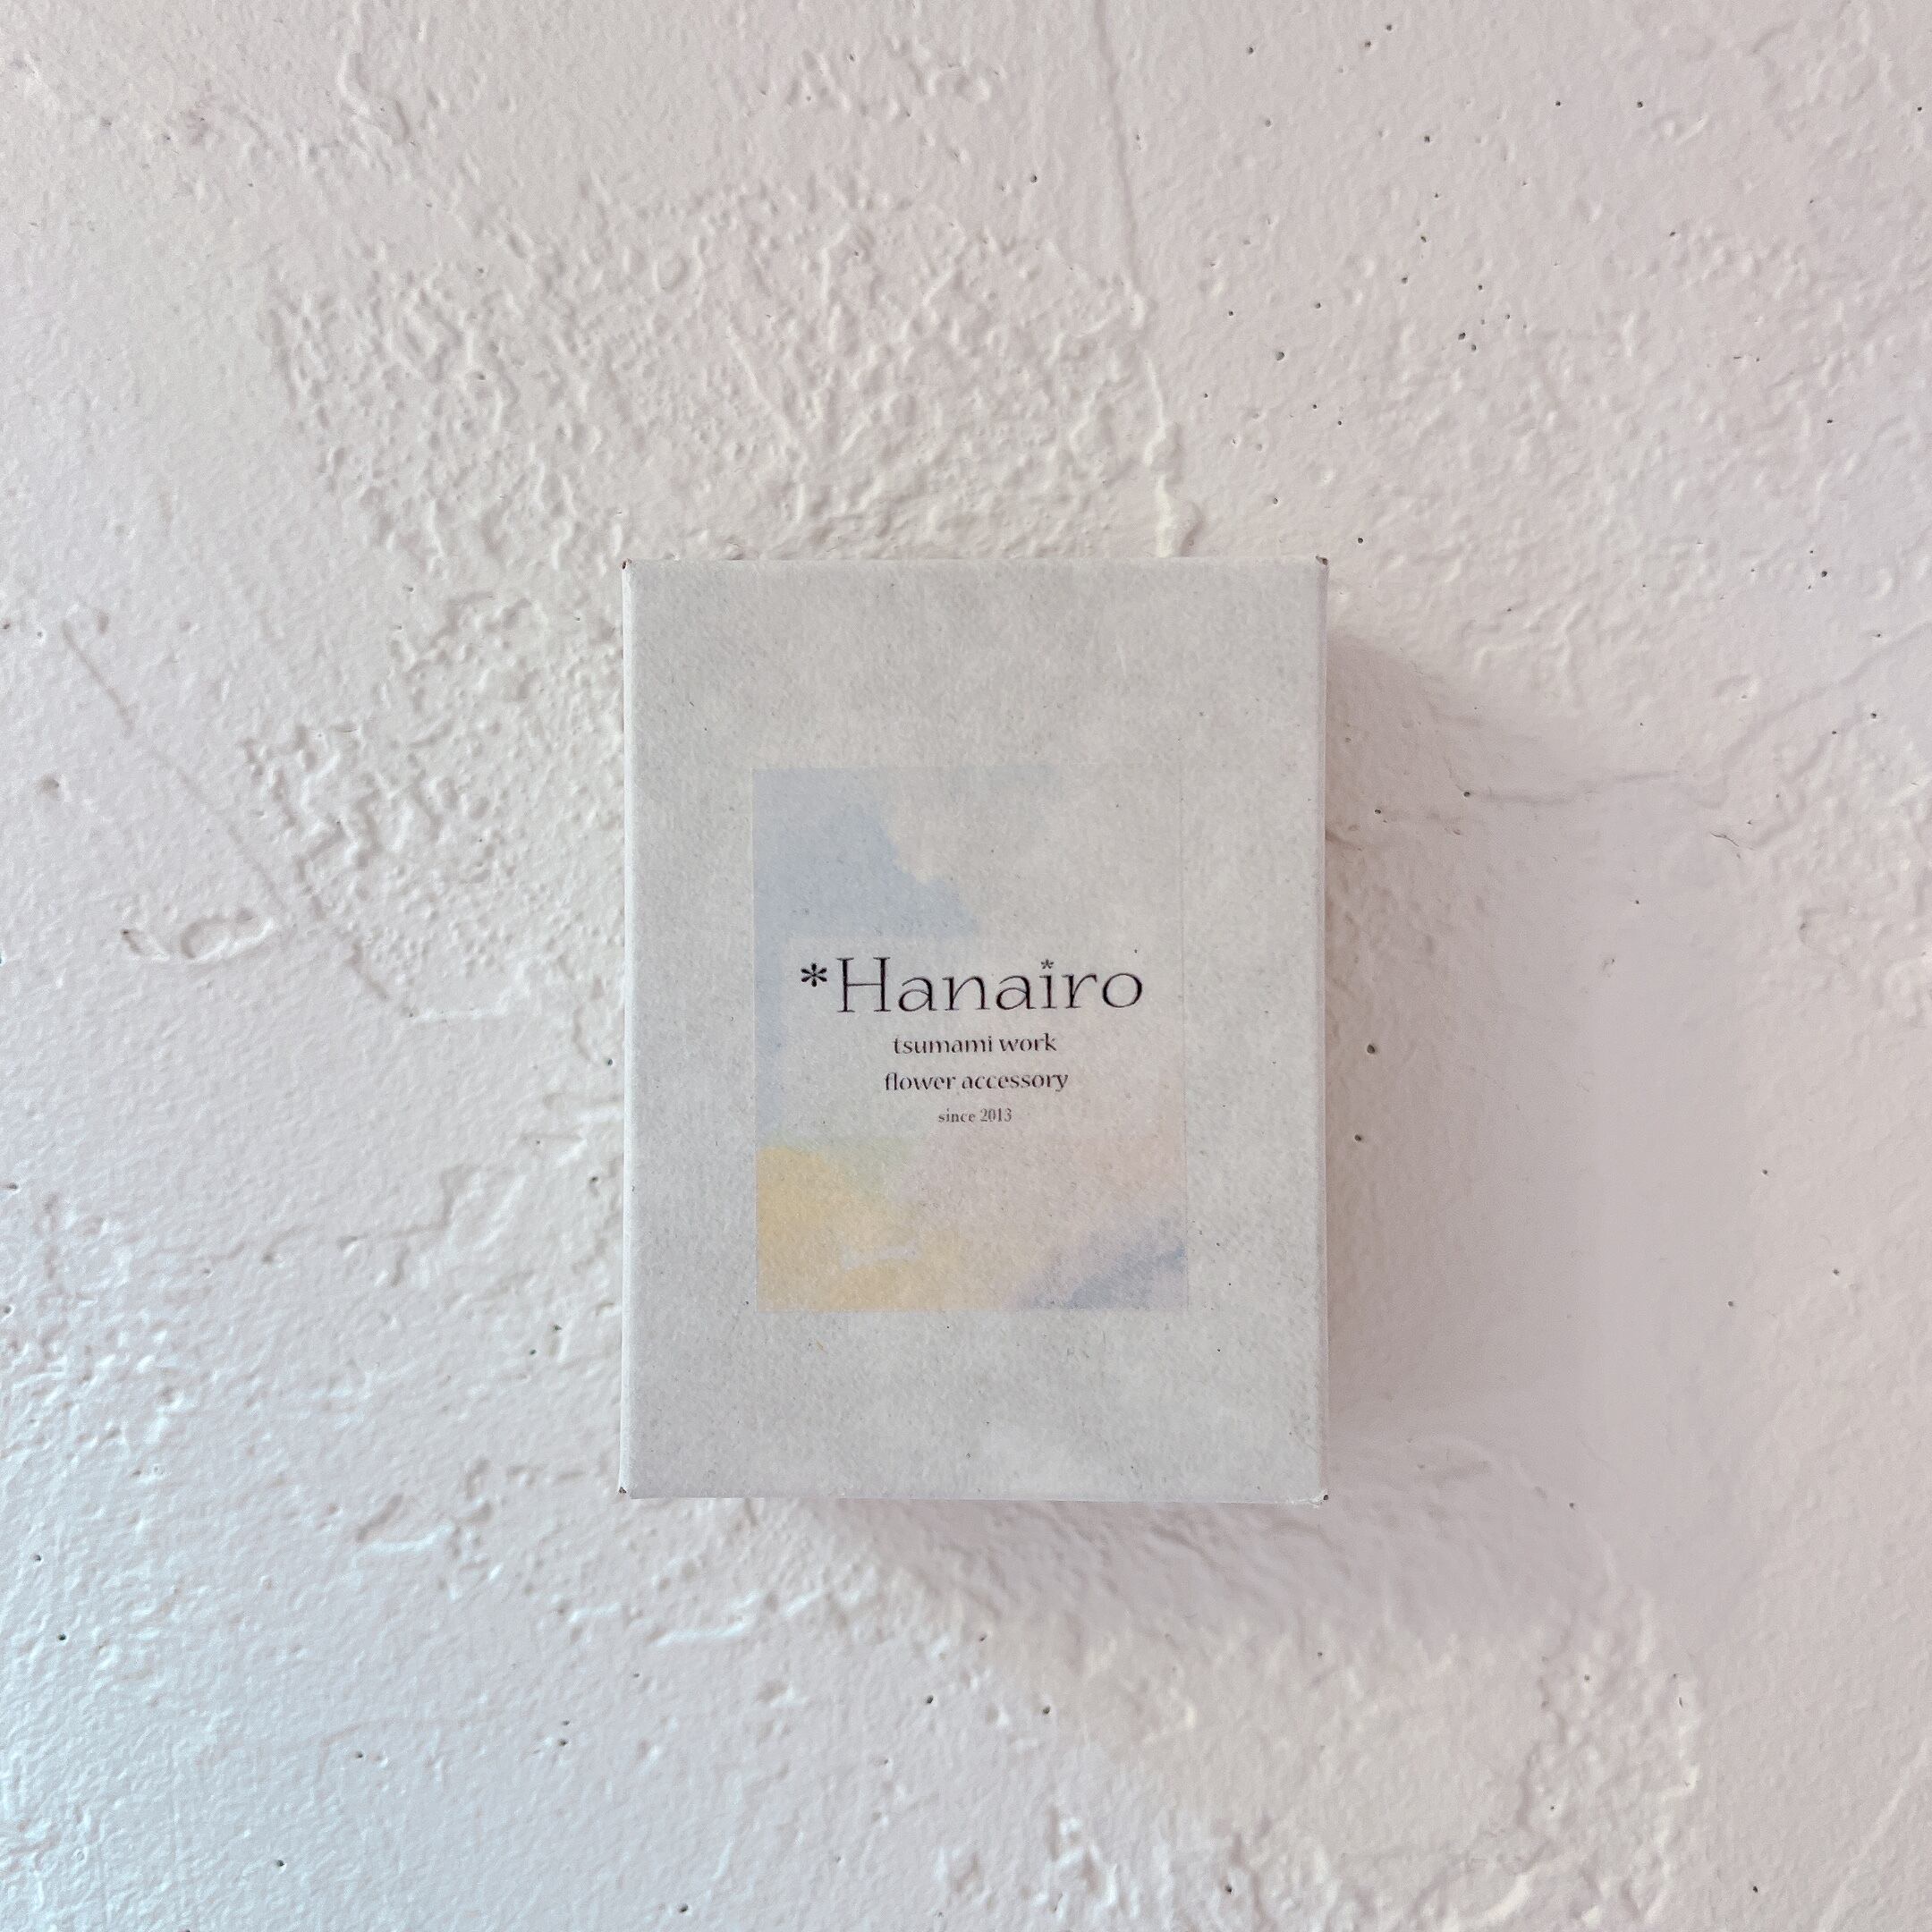 *Hanairo
tsumami work
flower accessory
since 2013